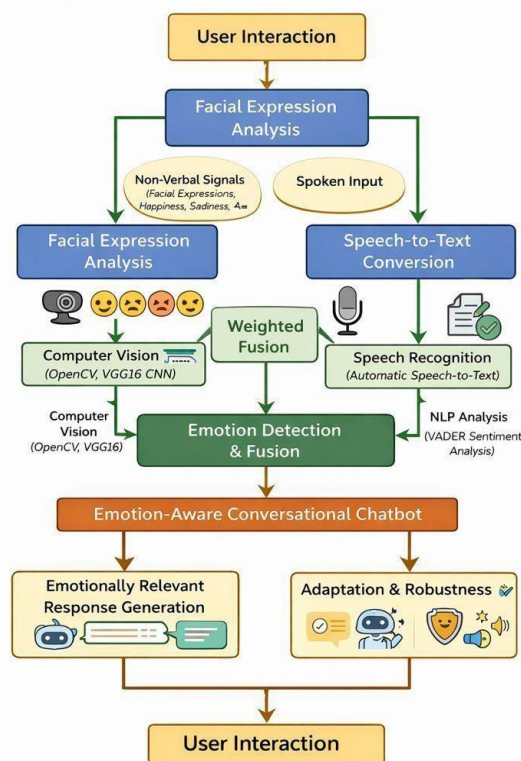 User Interaction
Facial Expression
Analysis
Non-Verbal Signals
(Facial Expressions,
Happiness, Sadiness,
Spoken Input
Facial Expression
Analysis
Speech-to-Text
Conversion
Weighted
Fusion
Computer Vision
(OpenCV, VGG16 CNN)
Speech Recognition
(Automatic Speech-to-Text)
Computer
Vision
(OpenCV, VGG16)
Emotion Detection
& Fusion
NLP Analysis
(VADER Sentiment
Analysis)
Emotion-Aware Conversational Chatbot
Emotionally Relevant
Response Generation
Adaptation & Robustness
User Interaction